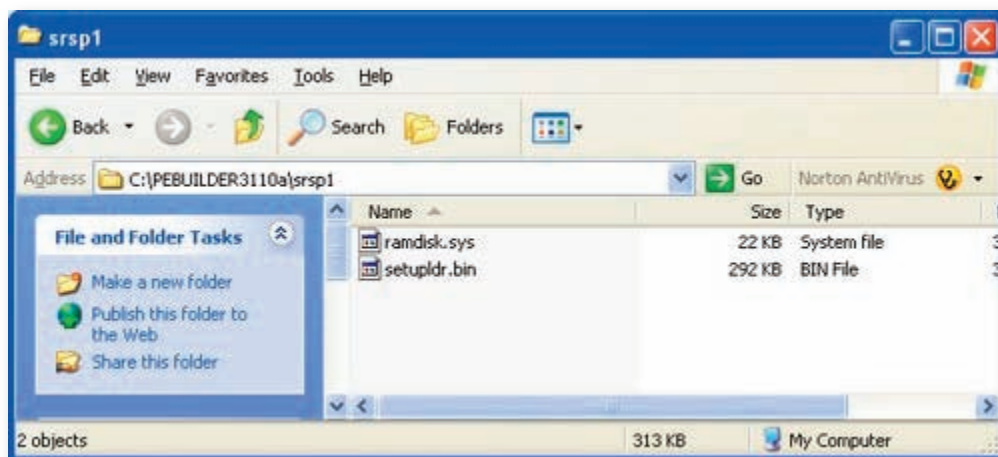 srsp1
File Edit View Favorites Tools Help
Back Search Folders
Address C:\PEBUILDER3110a\srsp1 Go Norton AntiVirus
Name Size Type
File and Folder Tasks
ramdisk.sys 22 KB System file
setupldr.bin 292 KB BIN File
Make a new folder
Publish this folder to
the Web
Share this folder
2 objects 313 KB My Computer